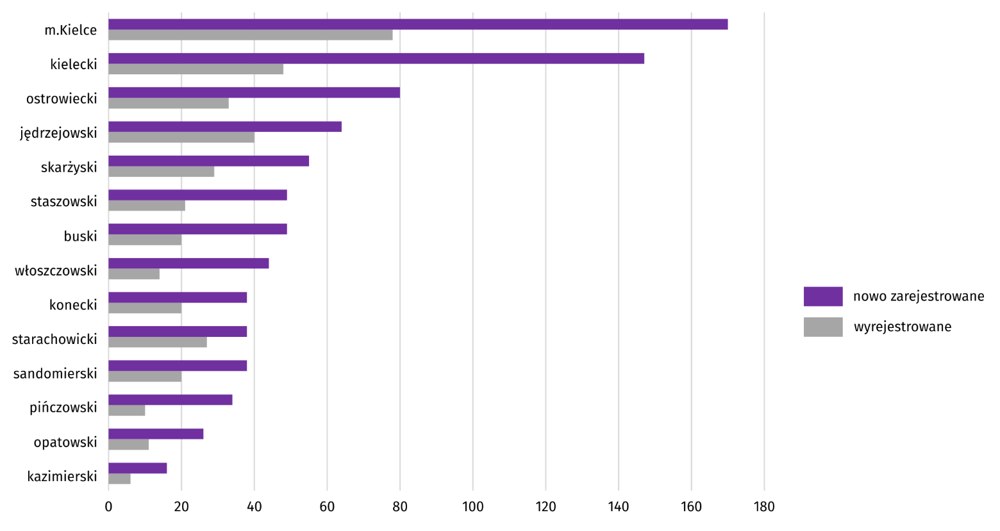 m.Kielce
kielecki
ostrowiecki
jędrzejowski
skarżyski
staszowski
buski
włoszczowski
konecki
starachowicki
sandomierski
pińczowski
opatowski
kazimierski
0 20 40 60 80 100 120 140 160 180
nowo zarejestrowane
wyrejestrowane